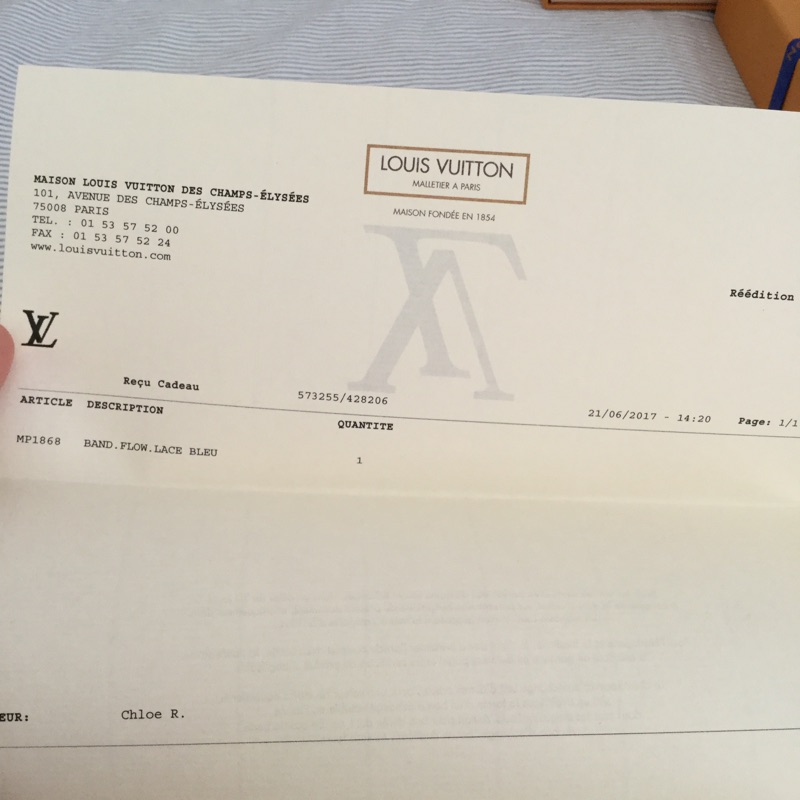 LOUIS VUITTON
MALLETIER A PARIS
MAISON FONDÉE EN 1854
MAISON LOUIS VUITTON DES CHAMPS-ÉLYSÉES
101, AVENUE DES CHAMPS-ÉLYSÉES
75008 PARIS
TEL. : 01 53 57 52 00
FAX : 01 53 57 52 24
www.louisvuitton.com
Réédition
LV
Reçu Cadeau 573255/428206 21/06/2017 - 14:20 Page: 1/1
ARTICLE DESCRIPTION QUANTITE
MP1868 BAND.FLOW.LACE BLEU 1
EUR: Chloe R.